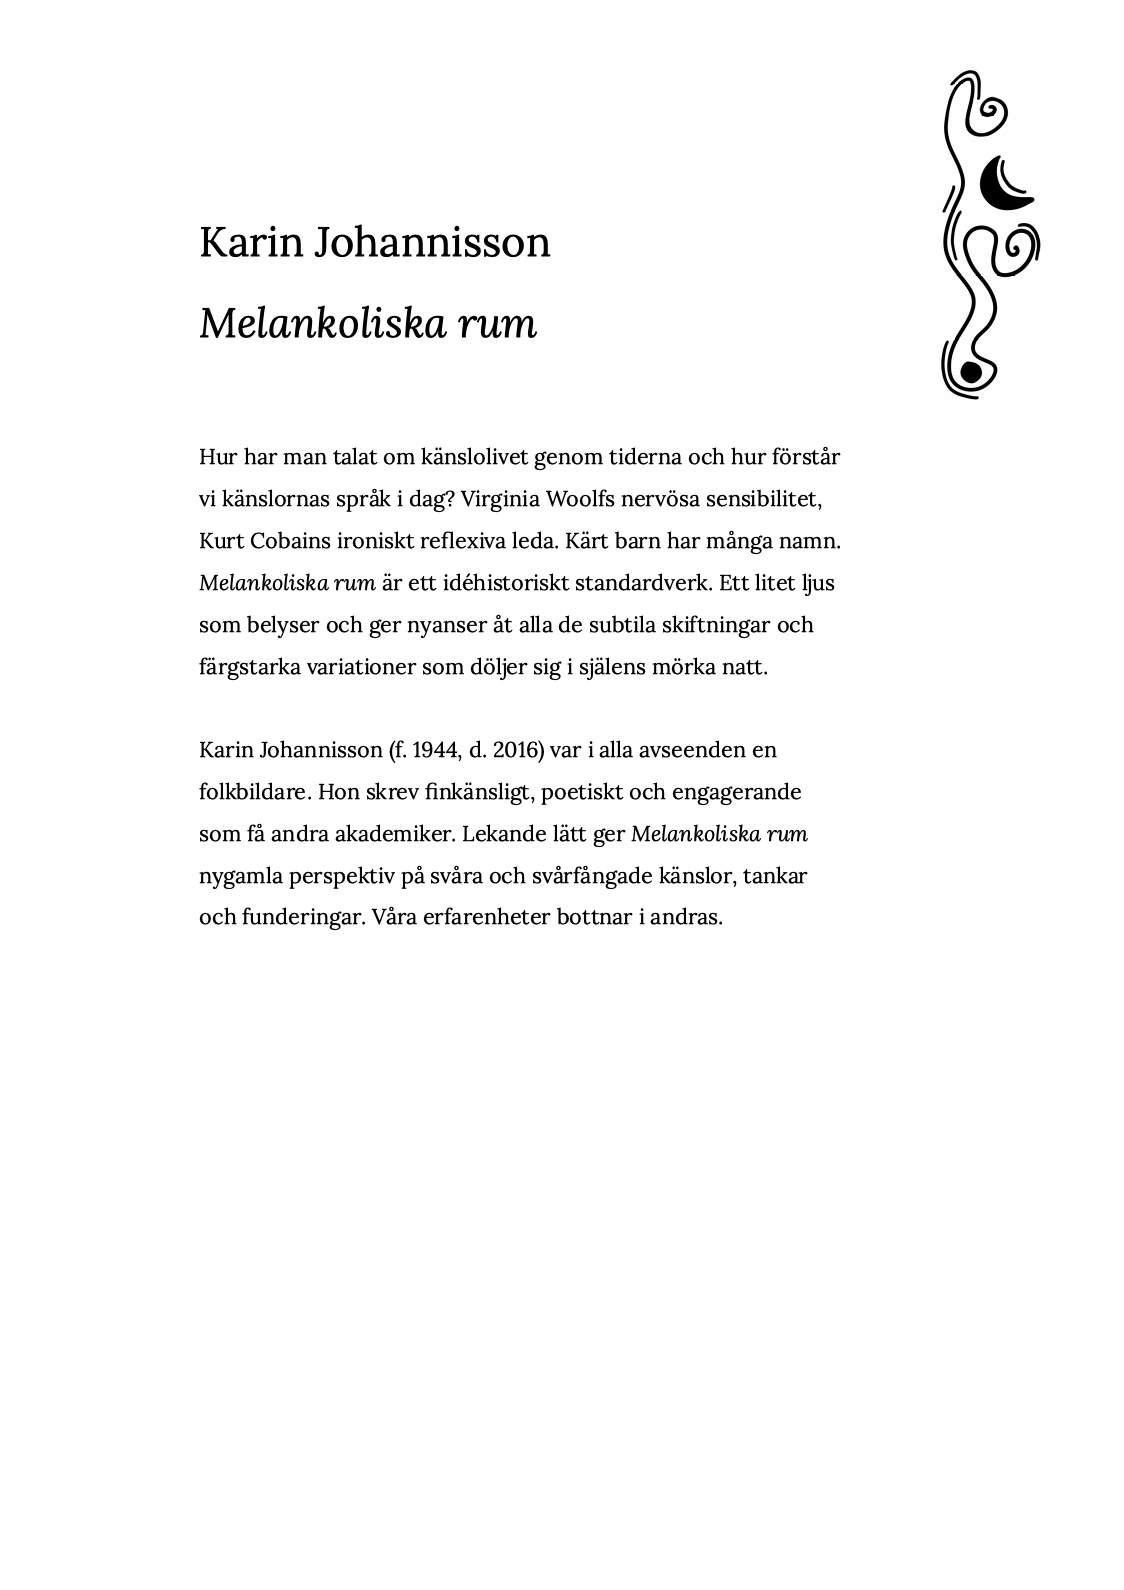 Karin Johannisson
Melankoliska rum
Hur har man talat om känslolivet genom tiderna och hur förstår
vi känslornas språk i dag? Virginia Woolfs nervösa sensibilitet,
Kurt Cobains ironiskt reflexiva leda. Kärt barn har många namn.
Melankoliska rum är ett idéhistoriskt standardverk. Ett litet ljus
som belyser och ger nyanser åt alla de subtila skiftningar och
färgstarka variationer som döljer sig i själens mörka natt.
Karin Johannisson (f. 1944, d. 2016) var i alla avseenden en
folkbildare. Hon skrev finkänsligt, poetiskt och engagerande
som få andra akademiker. Lekande lätt ger Melankoliska rum
nygamla perspektiv på svåra och svårfångade känslor, tankar
och funderingar. Våra erfarenheter bottnar i andras.